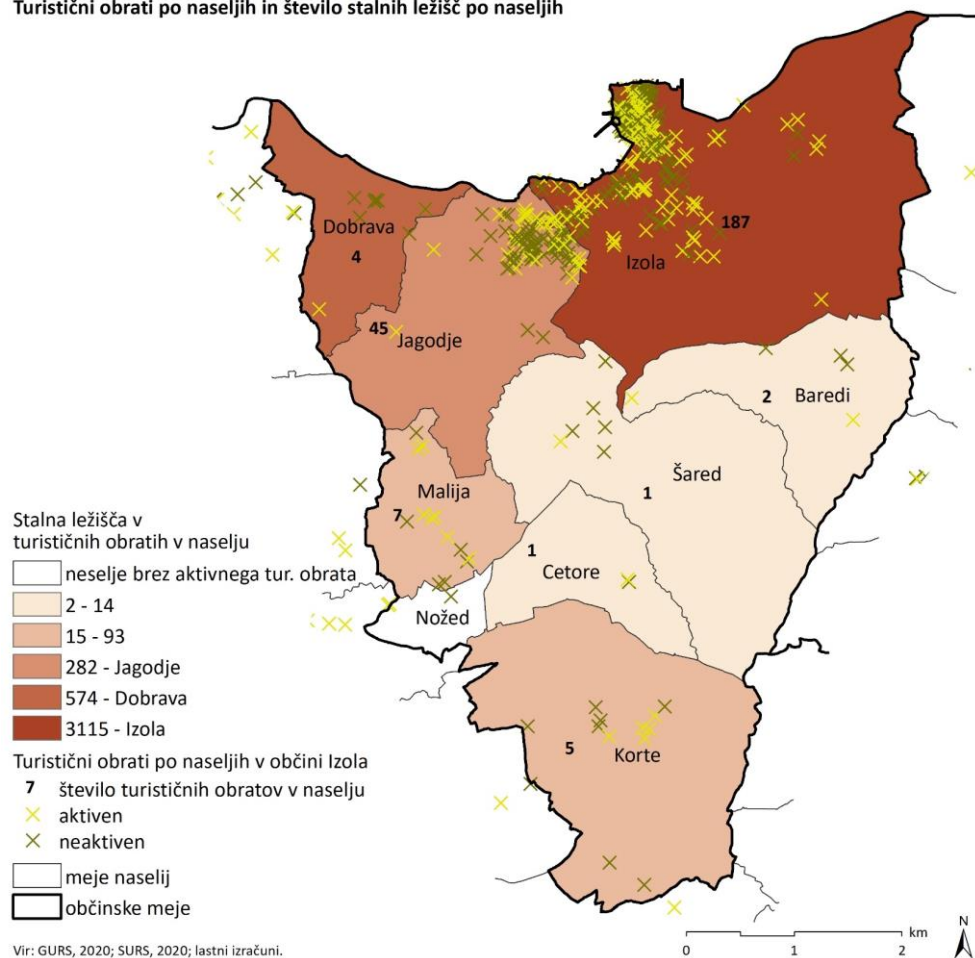 Turistični obrati po naseljih in število stalnih ležišč po naseljih
Dobrava
4
187
Izola
45
Jagodje
2
Baredi
Malija
7
Šared
1
1
Cetore
Nožed
5
Korte
Stalna ležišča v
turističnih obratih v naselju
neselje brez aktivnega tur. obrata
2 - 14
15 - 93
282 - Jagodje
574 - Dobrava
3115 - Izola
Turistični obrati po naseljih v občini Izola
7 število turističnih obratov v naselju
aktiven
neaktiven
meje naselij
občinske meje
Vir: GURS, 2020; SURS, 2020; lastni izračuni.
km
0 1 2
N